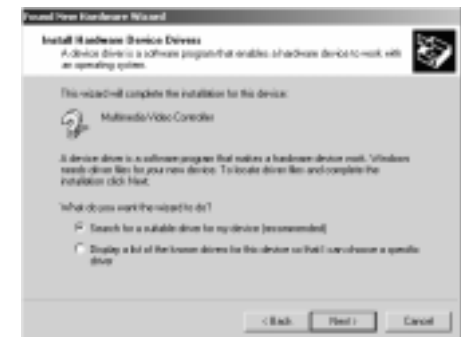 Found New Hardware Wizard
Install Hardware Device Drivers
A device driver is a software program that enables a hardware device to work with
an operating system.
This wizard will complete the installation for this device:
Multimedia Video Controller
A device driver is a software program that makes a hardware device work. Windows
needs driver files for your new device. To locate driver files and complete the
installation click Next.
What do you want the wizard to do?
Search for a suitable driver for my device (recommended)
Display a list of the known drivers for this device so that I can choose a specific
driver
< Back
Next >
Cancel